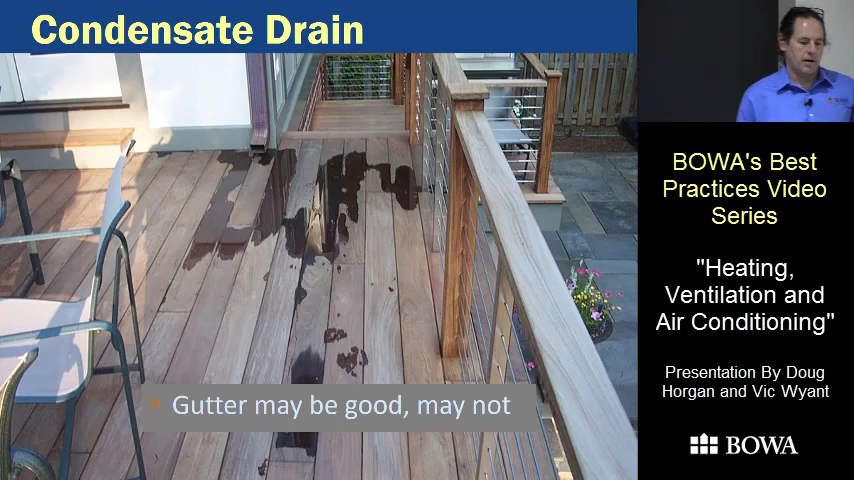 Condensate Drain
Gutter may be good, may not
BOWA's Best
Practices Video
Series
"Heating,
Ventilation and
Air Conditioning"
Presentation By Doug
Horgan and Vic Wyant
BOWA